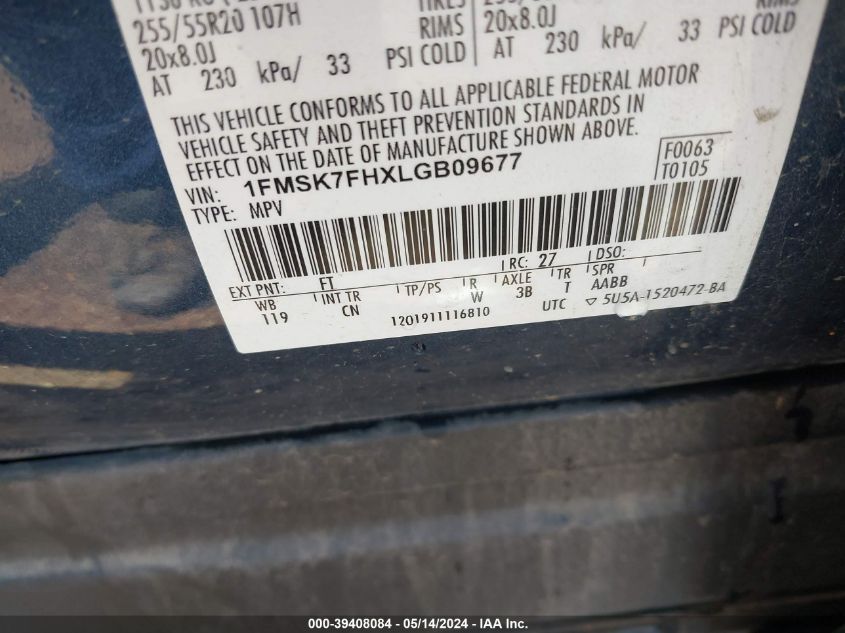 255/55R20 107H
RIMS
20x8.0J
20x8.0J
AT 230 kPa/ 33 PSI COLD
AT 230 kPa/ 33 PSI COLD
THIS VEHICLE CONFORMS TO ALL APPLICABLE FEDERAL MOTOR
VEHICLE SAFETY AND THEFT PREVENTION STANDARDS IN
EFFECT ON THE DATE OF MANUFACTURE SHOWN ABOVE.
F0063
VIN: 1FMSK7FHXLGB09677
T0105
TYPE: MPV
EXT PNT: FT RC: 27 DSO:
WB INT TR TP/PS R AXLE TR SPR
119 CN W 3B T AABB
1201911116810 UTC ▽ 5U5A-1520472-BA
000-39408084 - 05/14/2024 - IAA Inc.